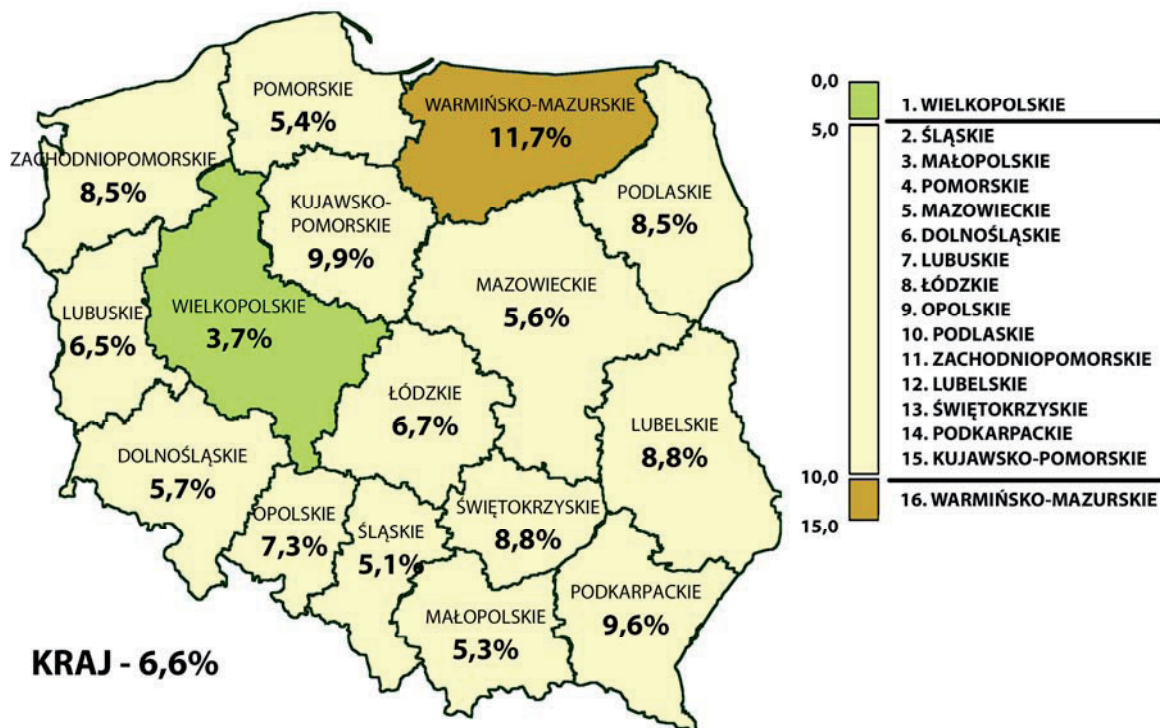 POMORSKIE
5,4%
WARMIŃSKO-MAZURSKIE
11,7%
ZACHODNIOPOMORSKIE
8,5%
KUJAWSKO-
POMORSKIE
9,9%
PODLASKIE
8,5%
MAZOWIECKIE
5,6%
LUBUSKIE
6,5%
WIELKOPOLSKIE
3,7%
ŁÓDZKIE
6,7%
LUBELSKIE
8,8%
DOLNOŚLĄSKIE
5,7%
OPOLSKIE
7,3%
ŚLĄSKIE
5,1%
ŚWIĘTOKRZYSKIE
8,8%
MAŁOPOLSKIE
5,3%
PODKARPACKIE
9,6%
KRAJ - 6,6%
0,0
1. WIELKOPOLSKIE
5,0
2. ŚLĄSKIE
3. MAŁOPOLSKIE
4. POMORSKIE
5. MAZOWIECKIE
6. DOLNOŚLĄSKIE
7. LUBUSKIE
8. ŁÓDZKIE
9. OPOLSKIE
10. PODLASKIE
11. ZACHODNIOPOMORSKIE
12. LUBELSKIE
13. ŚWIĘTOKRZYSKIE
14. PODKARPACKIE
15. KUJAWSKO-POMORSKIE
10,0
16. WARMIŃSKO-MAZURSKIE
15,0